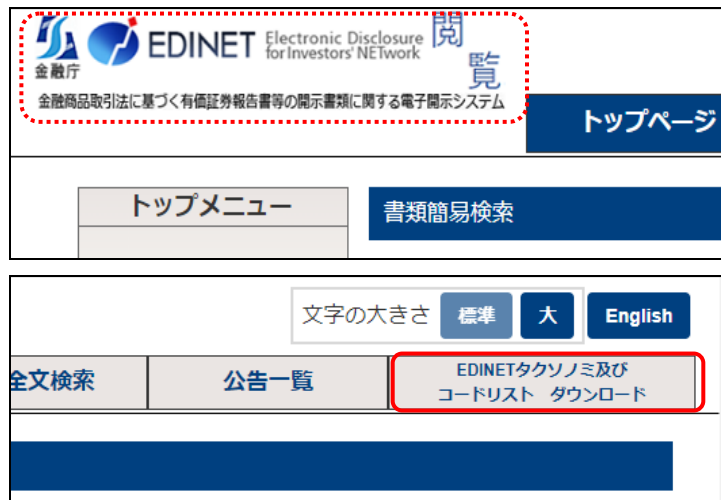 金融庁
EDINET
Electronic Disclosure
for Investors' NETwork
閲覧
金融商品取引法に基づく有価証券報告書等の開示書類に関する電子開示システム
トップページ
トップメニュー
書類簡易検索
文字の大きさ 標準 大 English
全文検索
公告一覧
EDINETタクソノミ及び
コードリスト ダウンロード